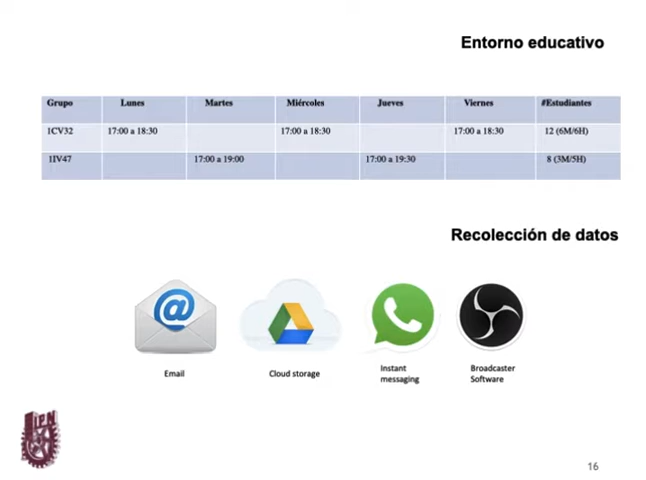 Entorno educativo
Grupo Lunes Martes Miércoles Jueves Viernes #Estudiantes
1CV32 17:00 a 18:30 17:00 a 18:30 17:00 a 18:30 12 (6M/6H)
1IV47 17:00 a 19:00 17:00 a 19:30 8 (3M/5H)
Recolección de datos
@
Email
Cloud storage
Instant
messaging
Broadcaster
Software
IPN
16